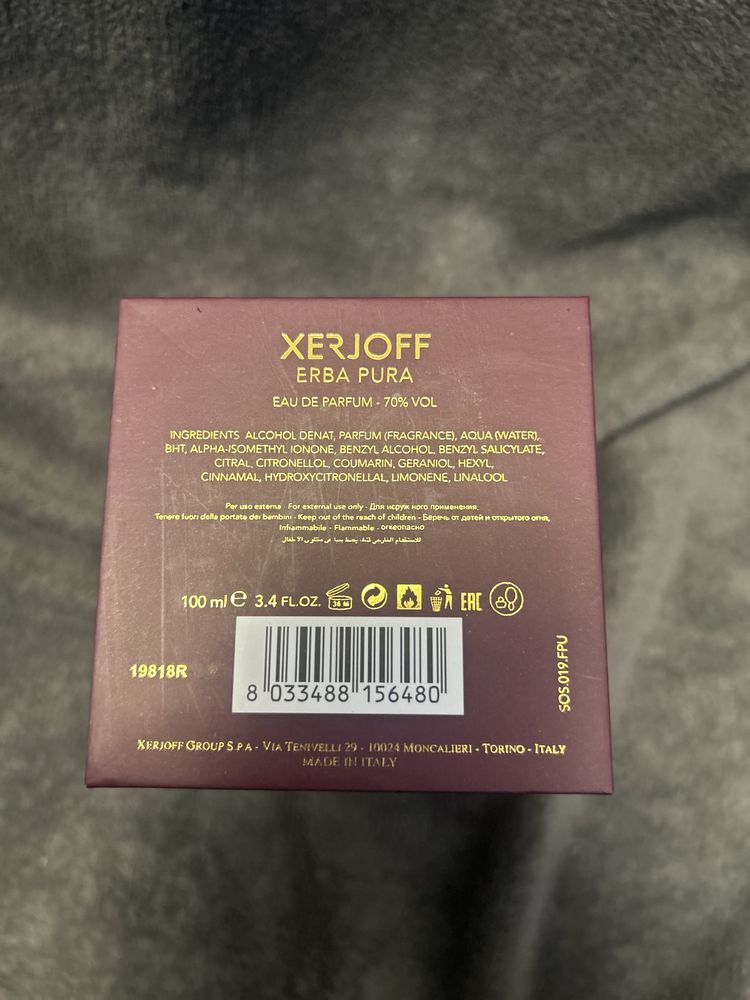 XERJOFF
ERBA PURA
EAU DE PARFUM - 70% VOL
INGREDIENTS ALCOHOL DENAT, PARFUM (FRAGRANCE), AQUA (WATER),
BHT, ALPHA-ISOMETHYL IONONE, BENZYL ALCOHOL, BENZYL SALICYLATE,
CITRAL, CITRONELLOL, COUMARIN, GERANIOL, HEXYL,
CINNAMAL, HYDROXYCITRONELLAL, LIMONENE, LINALOOL
Per uso esterna - For external use only - Для
Tenere fuori della portata dei bambini - Keep out of the reach of children - Беречь от детей и открытого огня,
Infiammabile - Flammable - огнеопасно
100 ml e 3.4 FL.OZ. 36 M EAC
8 033488 156480
19818R
SOS.019.FPU
XERJOFF GROUP S.P.A - VIA TENIVELLI 29 - 10024 MONCALIERI - TORINO - ITALY
MADE IN ITALY